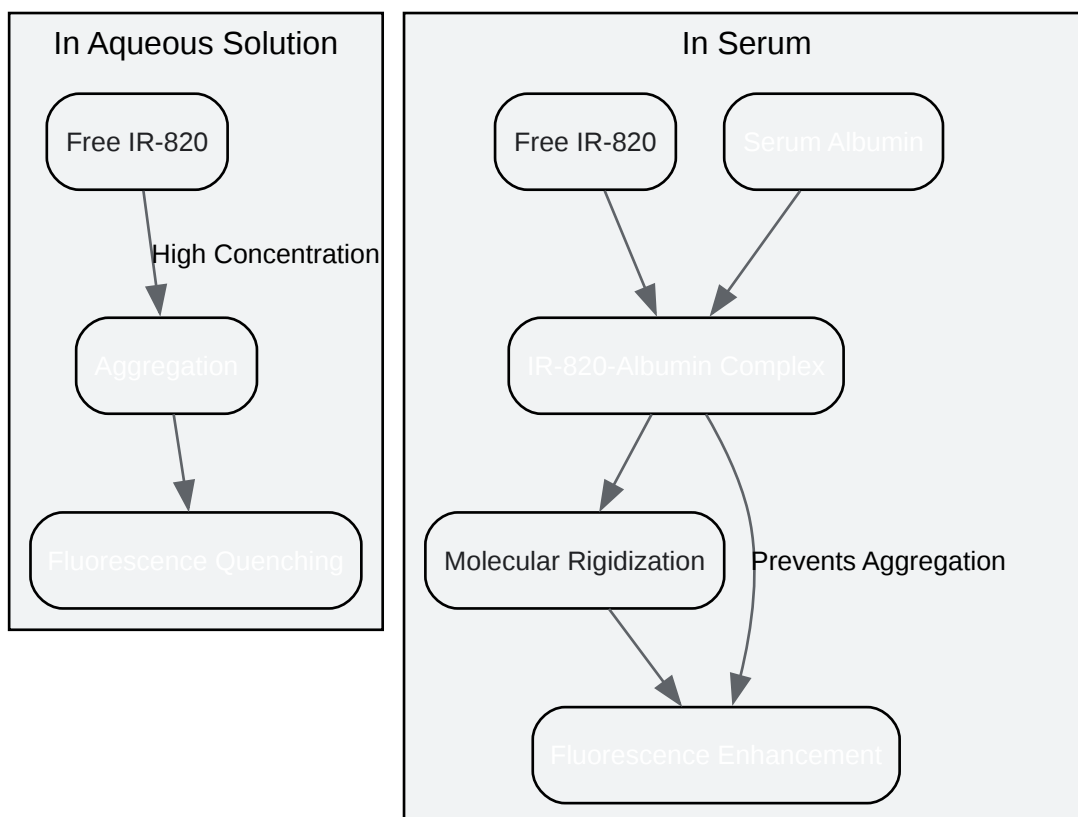 In Aqueous Solution
Free IR-820
High Concentration
Aggregation
Fluorescence Quenching
In Serum
Free IR-820
Serum Albumin
IR-820-Albumin Complex
Molecular Rigidization
Prevents Aggregation
Fluorescence Enhancement